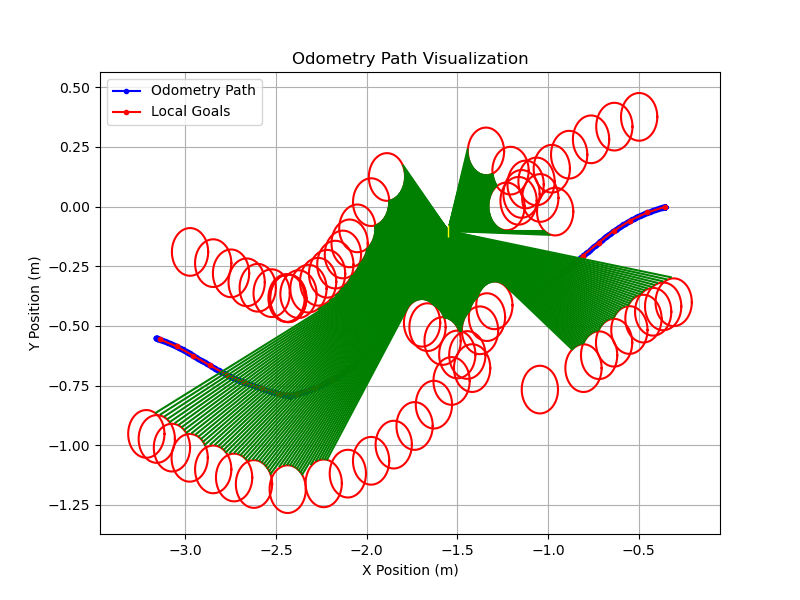 Odometry Path Visualization
Odometry Path
Local Goals
0.50
0.25
0.00
−0.25
−0.50
−0.75
−1.00
−1.25
Y Position (m)
−3.0 −2.5 −2.0 −1.5 −1.0 −0.5
X Position (m)